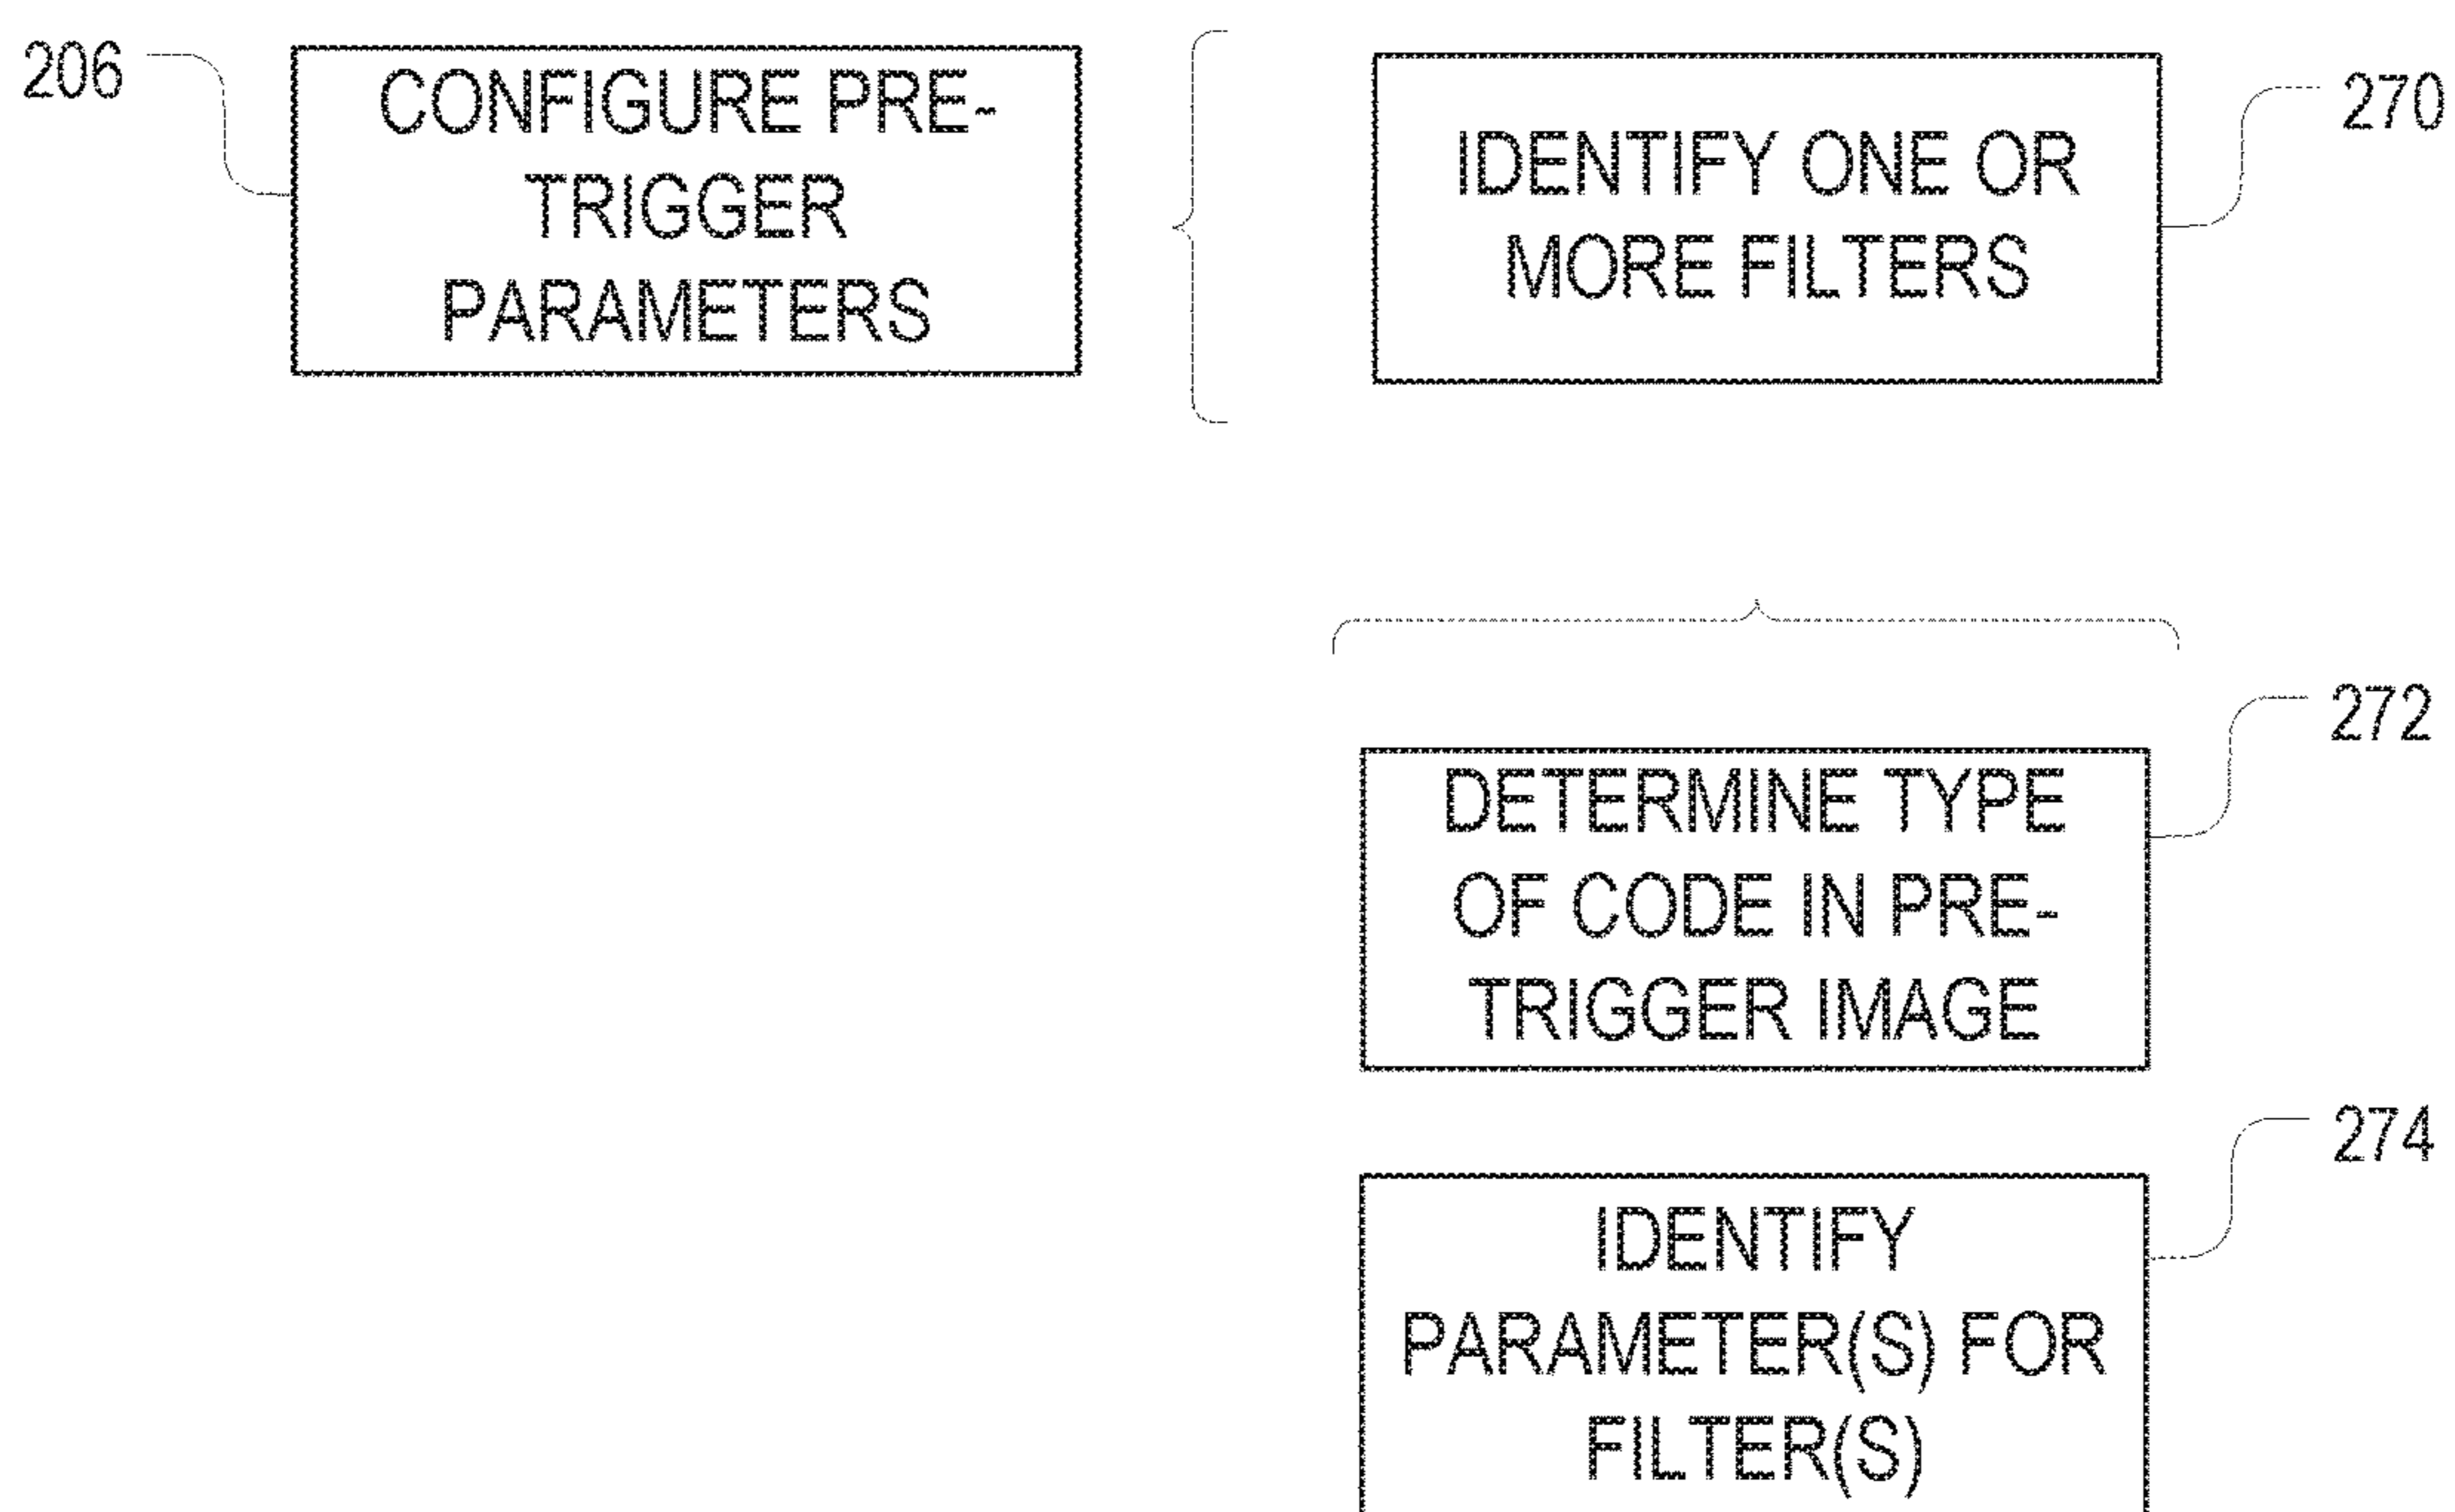 206
CONFIGURE PRE-
TRIGGER
PARAMETERS
IDENTIFY ONE OR
MORE FILTERS
270
DETERMINE TYPE
OF CODE IN PRE-
TRIGGER IMAGE
272
IDENTIFY
PARAMETER(S) FOR
FILTER(S)
274